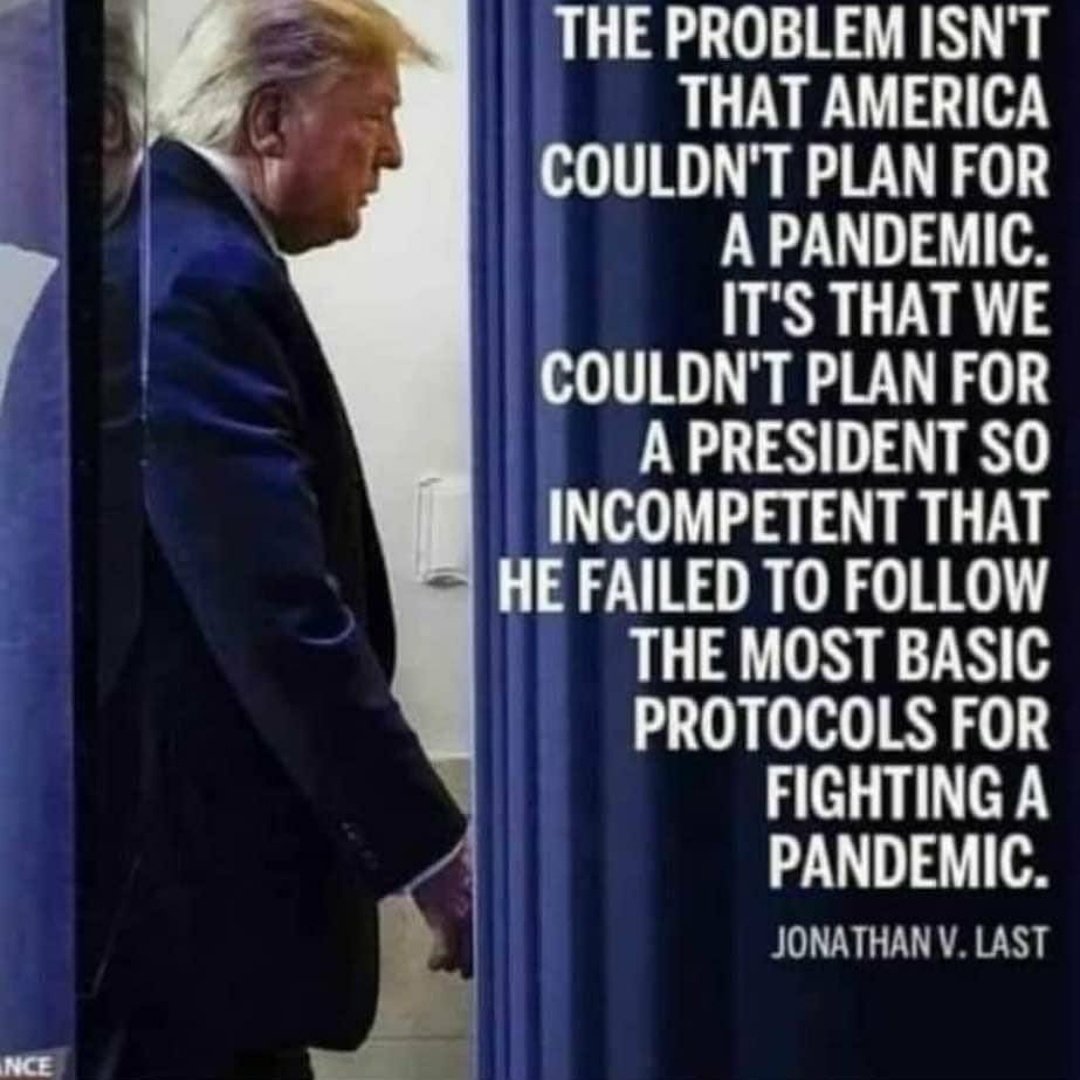 THE PROBLEM ISN'T
THAT AMERICA
COULDN'T PLAN FOR
A PANDEMIC.
IT'S THAT WE
COULDN'T PLAN FOR
A PRESIDENT SO
INCOMPETENT THAT
HE FAILED TO FOLLOW
THE MOST BASIC
PROTOCOLS FOR
FIGHTING A
PANDEMIC.
JONATHAN V. LAST
NCE